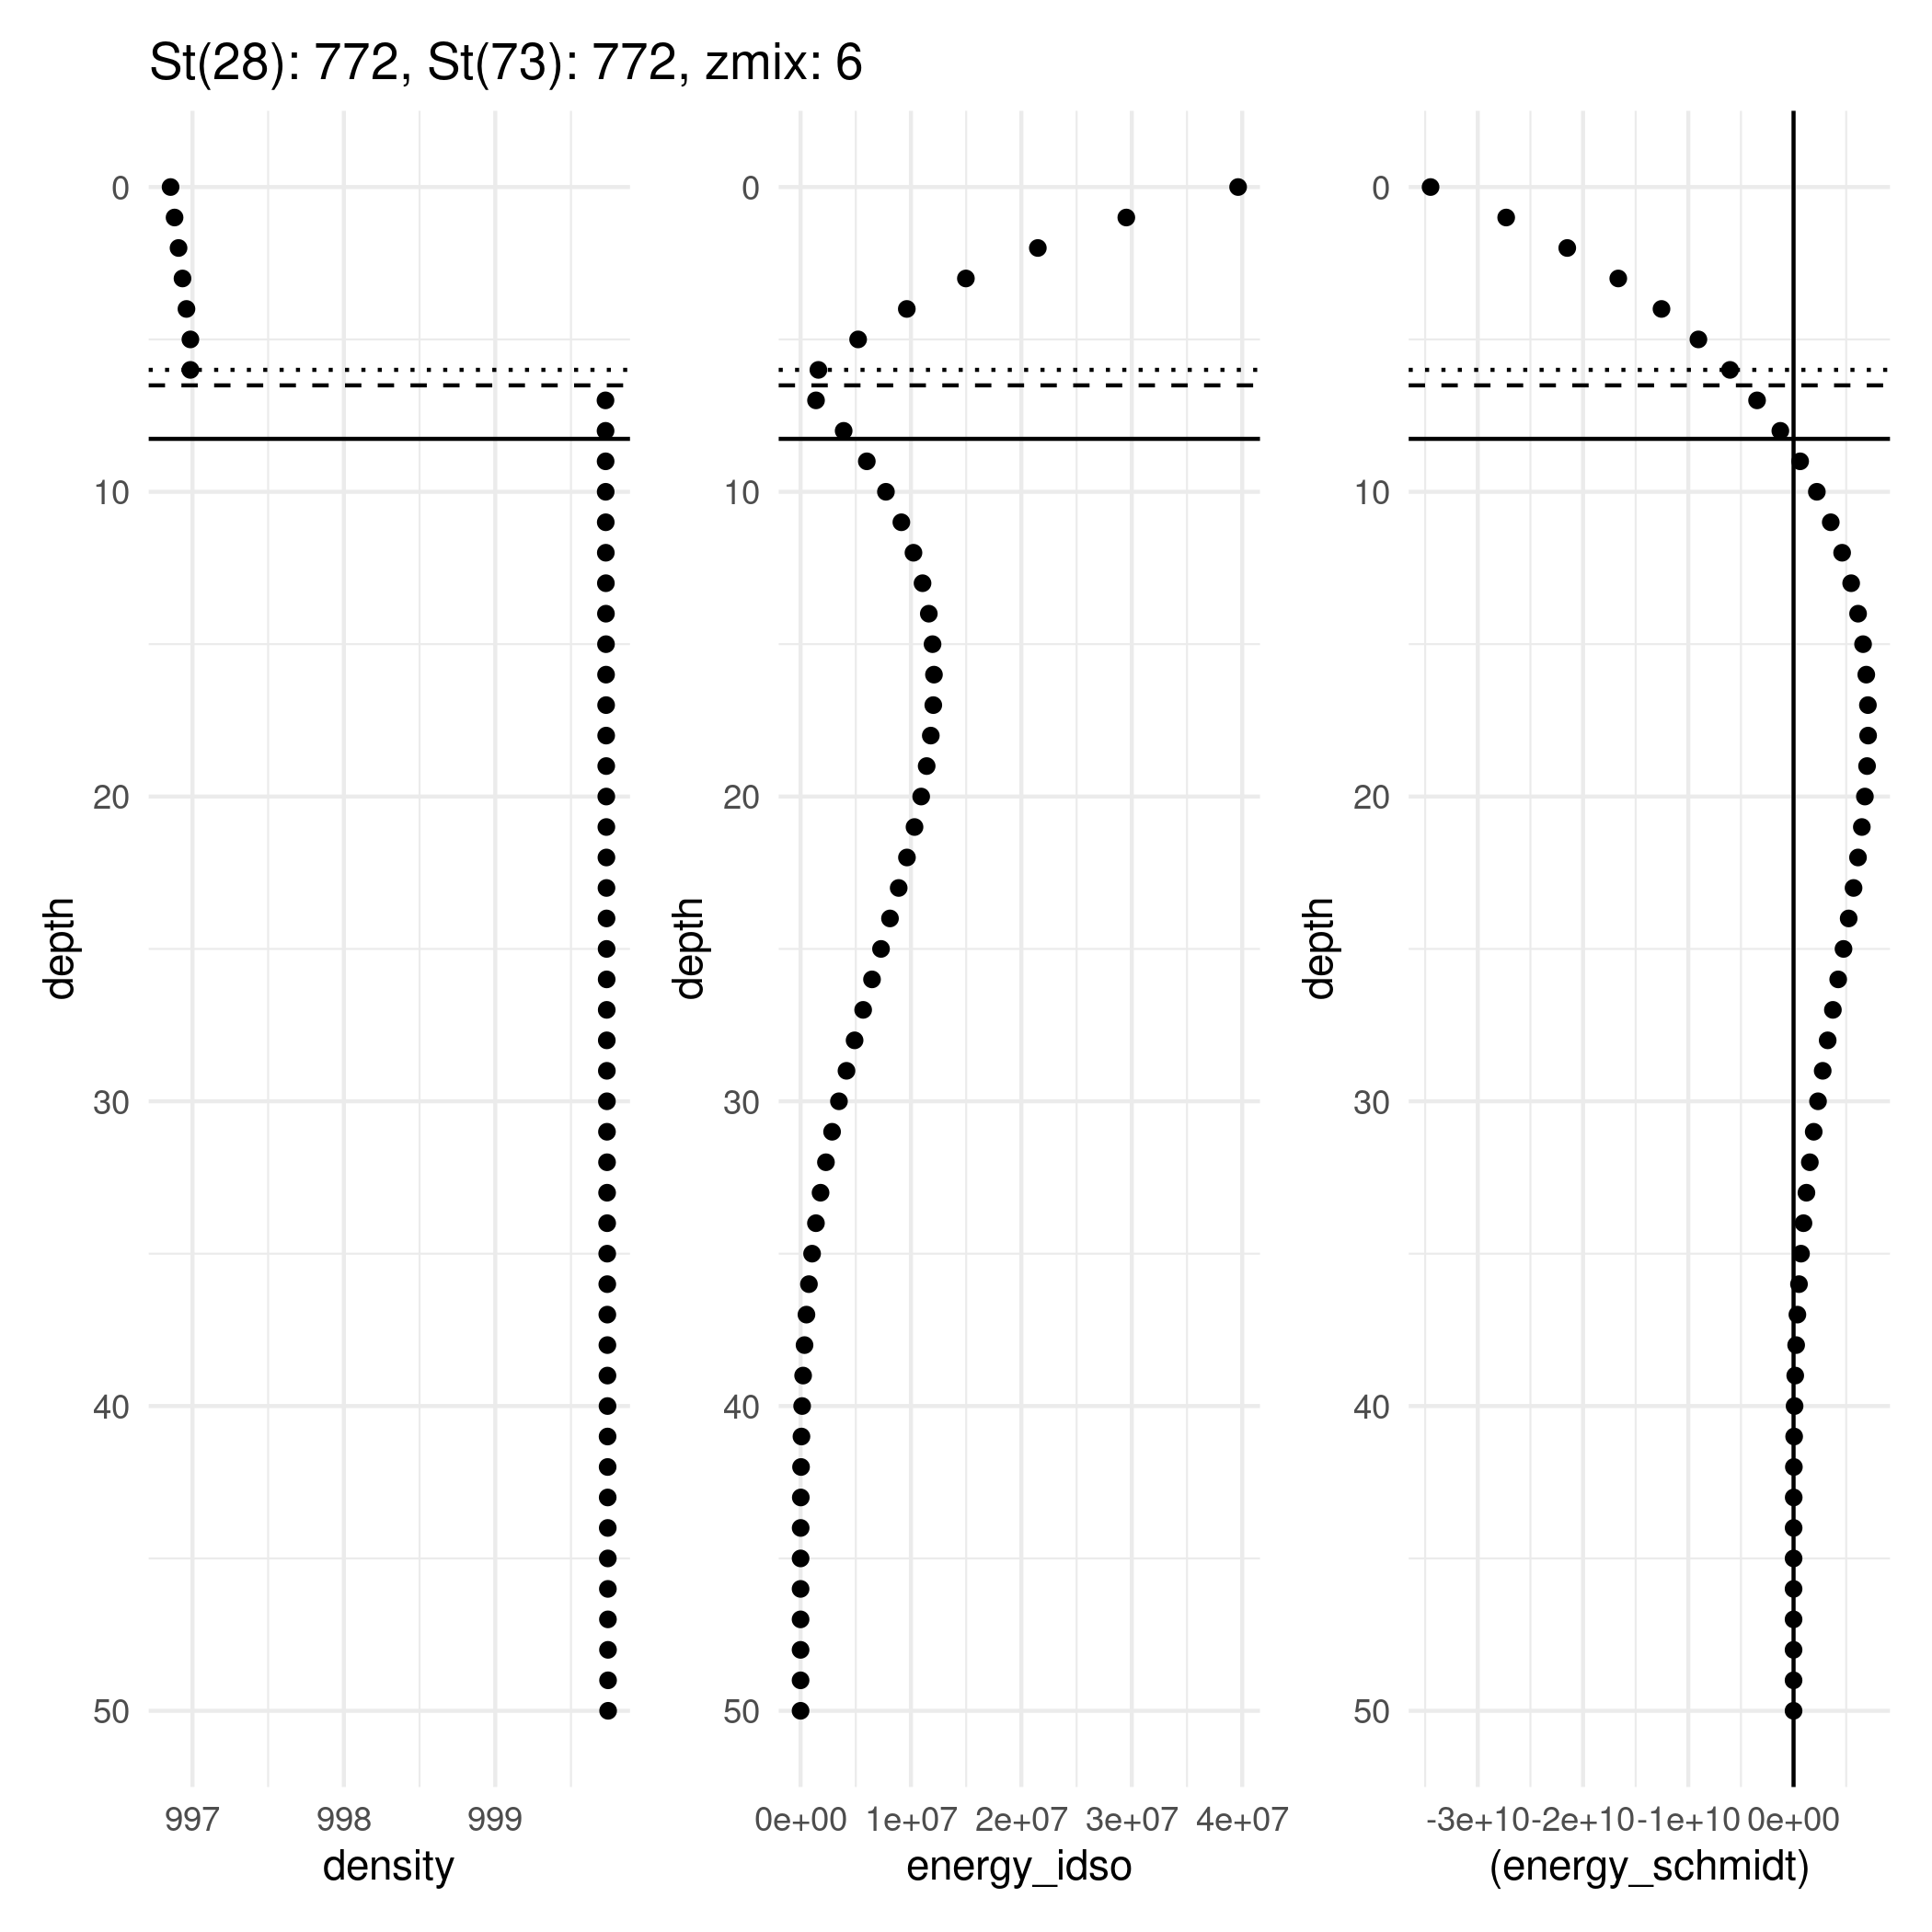 St(28): 772, St(73): 772, zmix: 6
0
10
20
30
40
50
depth
997 998 999
density
0
10
20
30
40
50
depth
0e+00 1e+07 2e+07 3e+07 4e+07
energy_idso
0
10
20
30
40
50
depth
-3e+10 -2e+10 -1e+10 0e+00
(energy_schmidt)